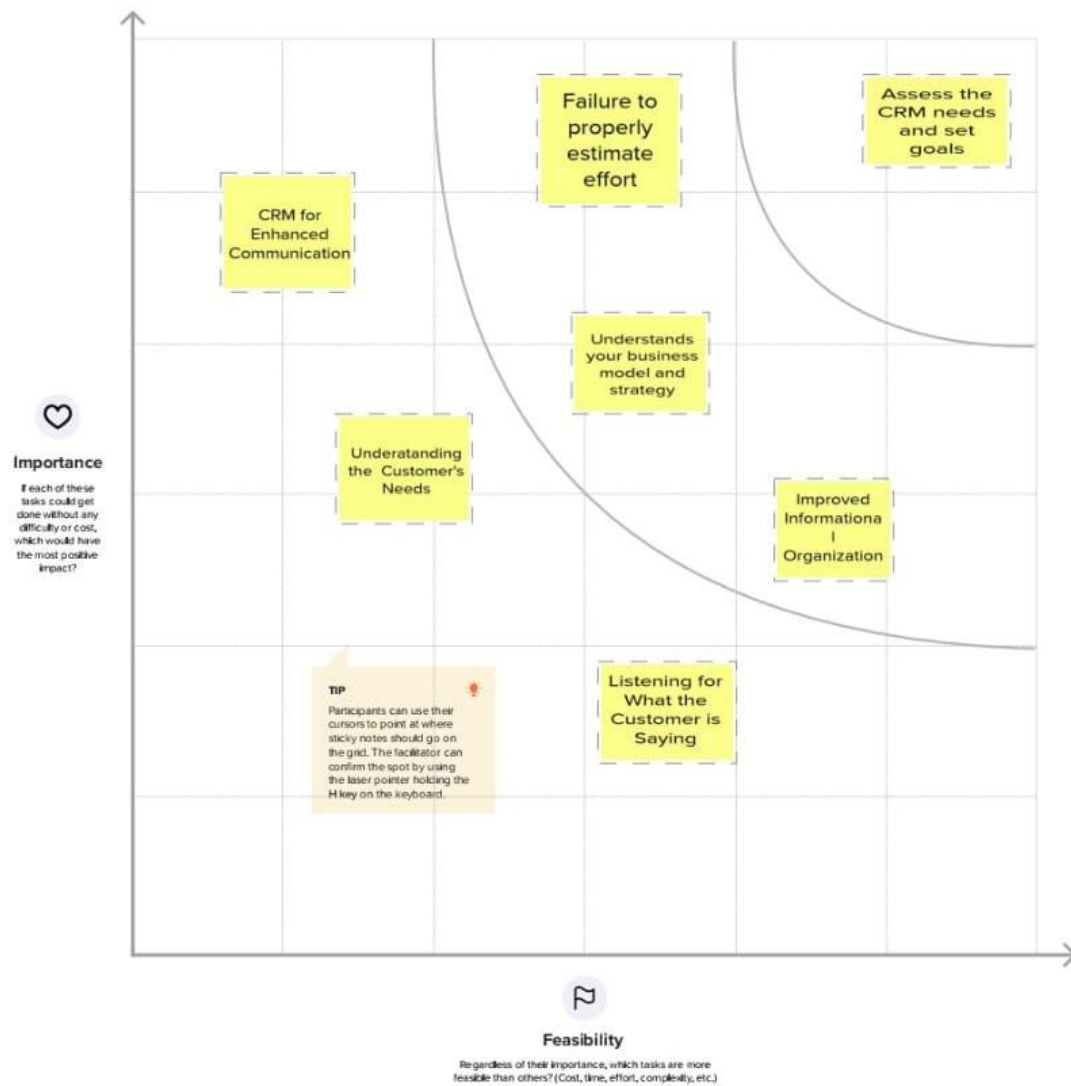 Failure to
properly
estimate
effort
Assess the
CRM needs
and set
goals
CRM for
Enhanced
Communication
Understands
your business
model and
strategy
Underatanding
the Customer's
Needs
Improved
Informationa
l
Organization
Listening for
What the
Customer is
Saying
Importance
If each of these
tasks could get
done without any
difficulty or cost,
which would have
the most positive
impact?
TIP
Participants can use their
cursors to point at where
sticky notes should go on
the grid. The facilitator can
confirm the spot by using
the laser pointer holding the
H key on the keyboard.
Feasibility
Regardless of their importance, which tasks are more
feasible than others? (Cost, time, effort, complexity, etc.)